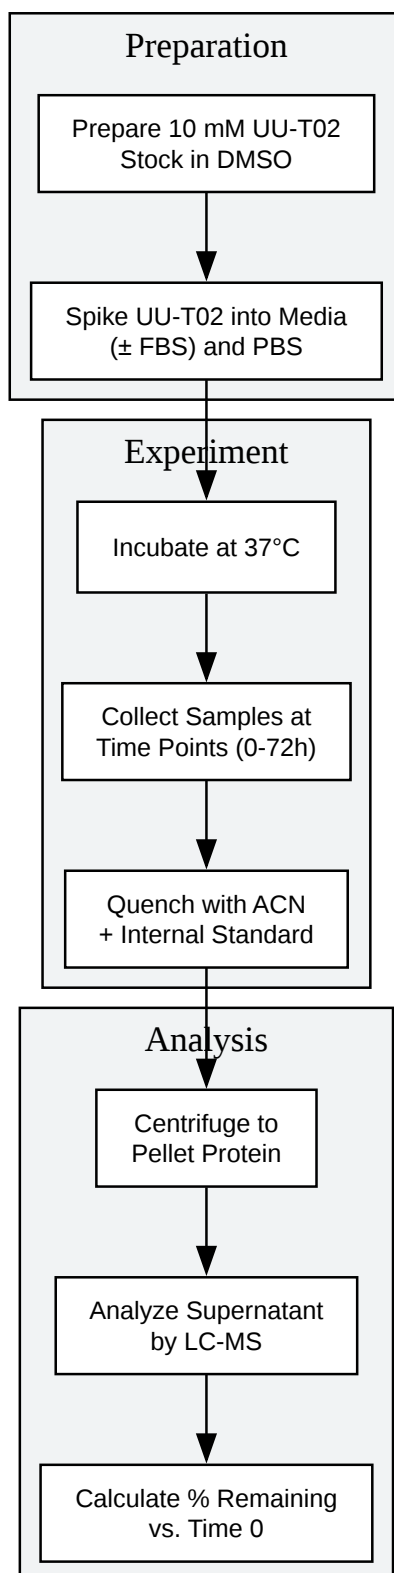 Preparation
Prepare 10 mM UU-T02
Stock in DMSO
Spike UU-T02 into Media
(± FBS) and PBS
Experiment
Incubate at 37°C
Collect Samples at
Time Points (0-72h)
Quench with ACN
+ Internal Standard
Analysis
Centrifuge to
Pellet Protein
Analyze Supernatant
by LC-MS
Calculate % Remaining
vs. Time 0